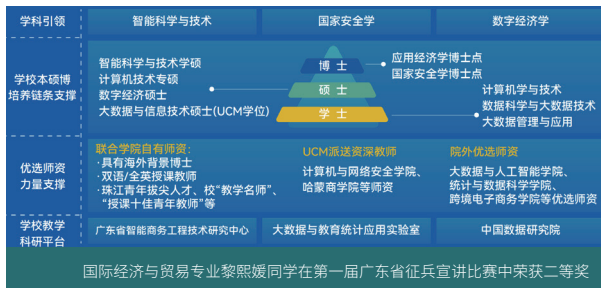 学科引领
智能科学与技术
国家安全学
数字经济学
学校本硕博
培养链条支撑
智能科学与技术学硕
计算机技术专硕
数字经济硕士
大数据与信息技术硕士(UCM学位)
博 士
硕 士
学 士
应用经济学博士点
国家安全学博士点
计算机学与技术
数据科学与大数据技术
大数据管理与应用
优选师资
力量支撑
联合学院自有师资:
·具有海外背景博士
·双语/全英授课教师
·珠江青年拔尖人才、校“教学名师”、
“授课十佳青年教师”等
UCM派送资深教师
计算机与网络安全学院、
哈蒙商学院等师资
院外优选师资
大数据与人工智能学院、
统计与数据科学学院、
跨境电子商务学院等优选师资
学校教学
科研平台
广东省智能商务工程技术研究中心
大数据与教育统计应用实验室
中国数据研究院
国际经济与贸易专业黎熙媛同学在第一届广东省征兵宣讲比赛中荣获二等奖